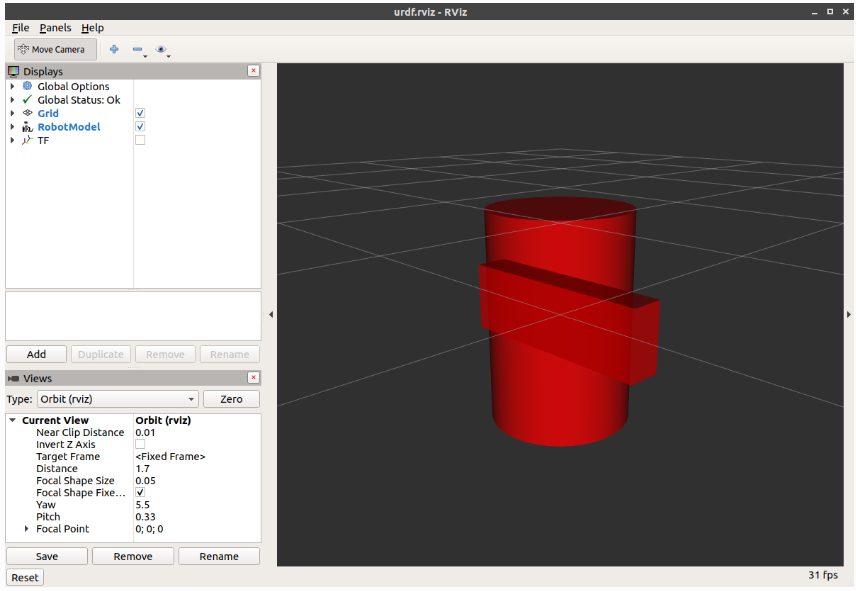 urdf.rviz - RViz
File Panels Help
Move Camera
Displays
Global Options
Global Status: Ok
Grid
RobotModel
TF
Add Duplicate Remove Rename
Views
Type: Orbit (rviz) Zero
Current View Orbit (rviz)
Near Clip Distance 0.01
Invert Z Axis
Target Frame <Fixed Frame>
Distance 1.7
Focal Shape Size 0.05
Focal Shape Fixe...
Yaw 5.5
Pitch 0.33
Focal Point 0; 0; 0
Save Remove Rename
Reset 31 fps